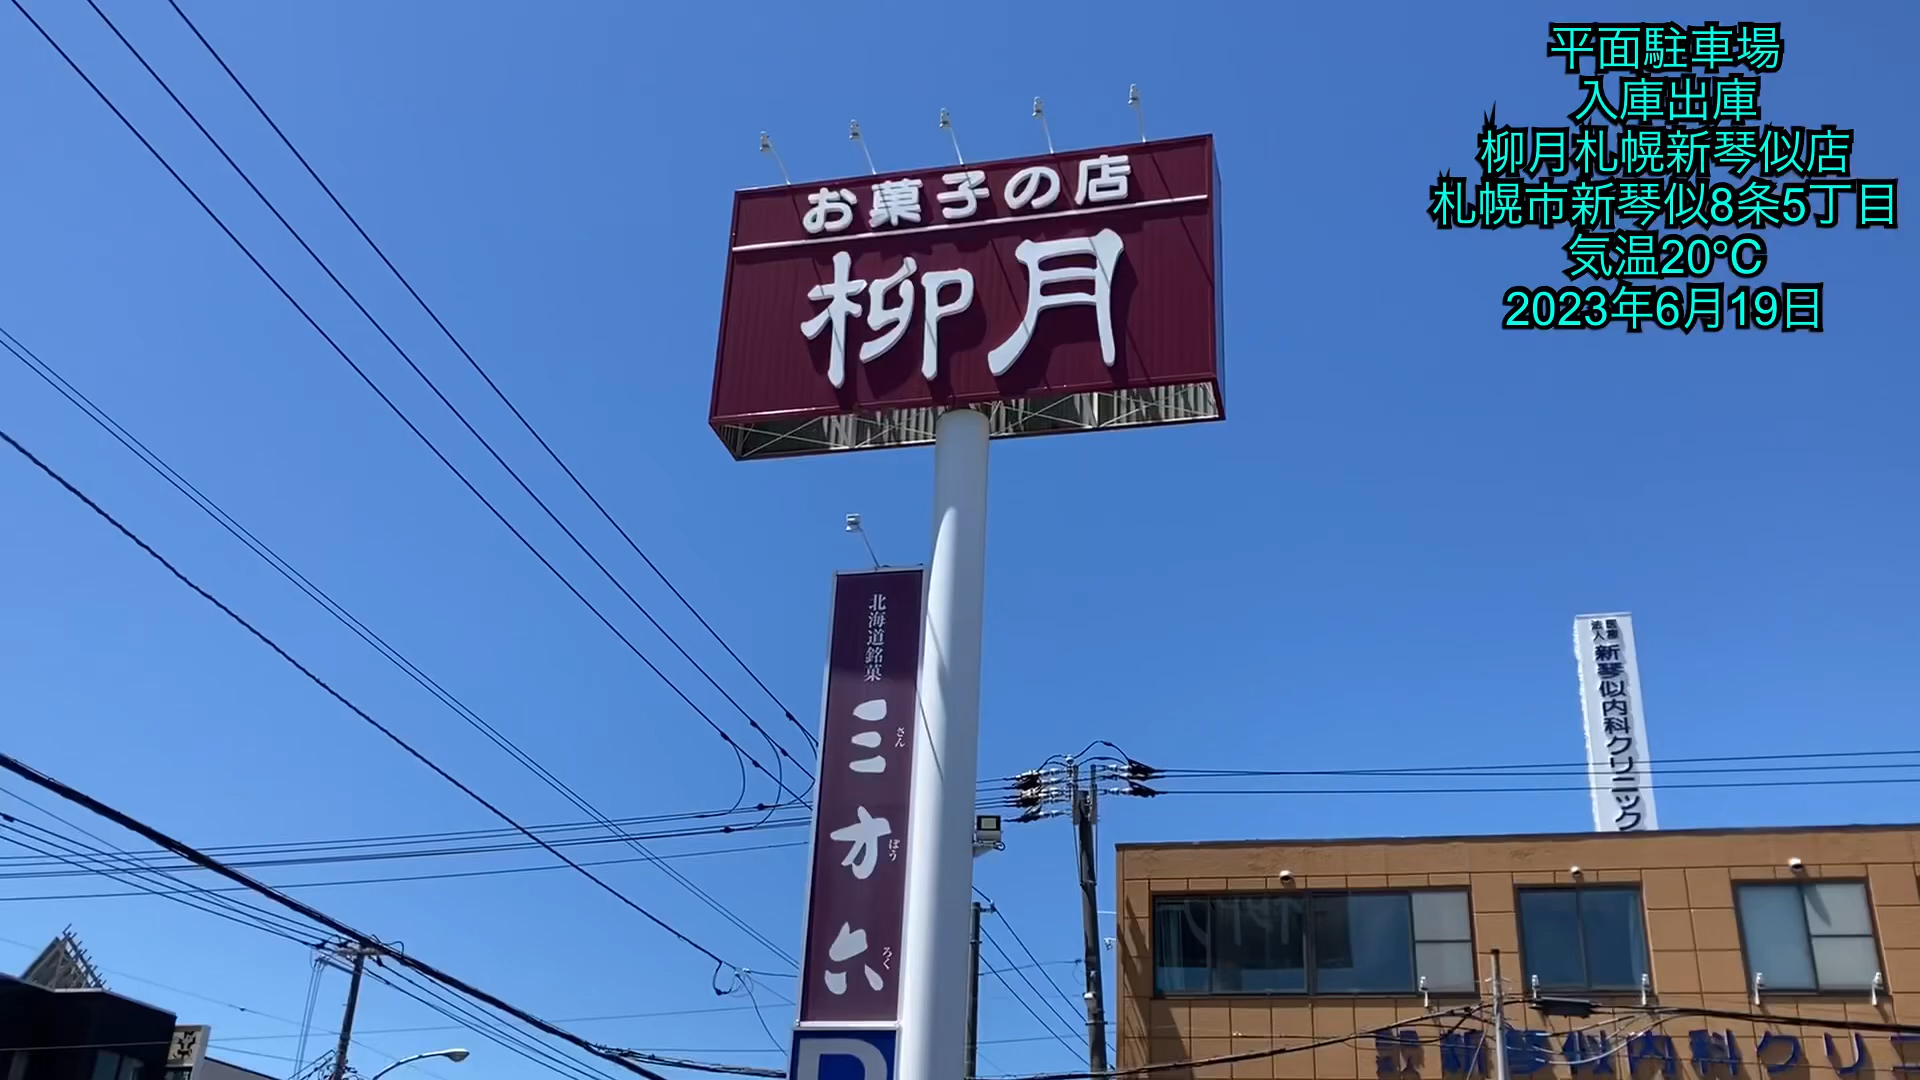 平面駐車場
入庫出庫
柳月札幌新琴似店
札幌市新琴似8条5丁目
気温20℃
2023年6月19日
お菓子の店
柳月
北海道銘菓
三方六
さん
ぽう
ろく
P
医療法人
新琴似内科クリニック
新琴似内科クリニ